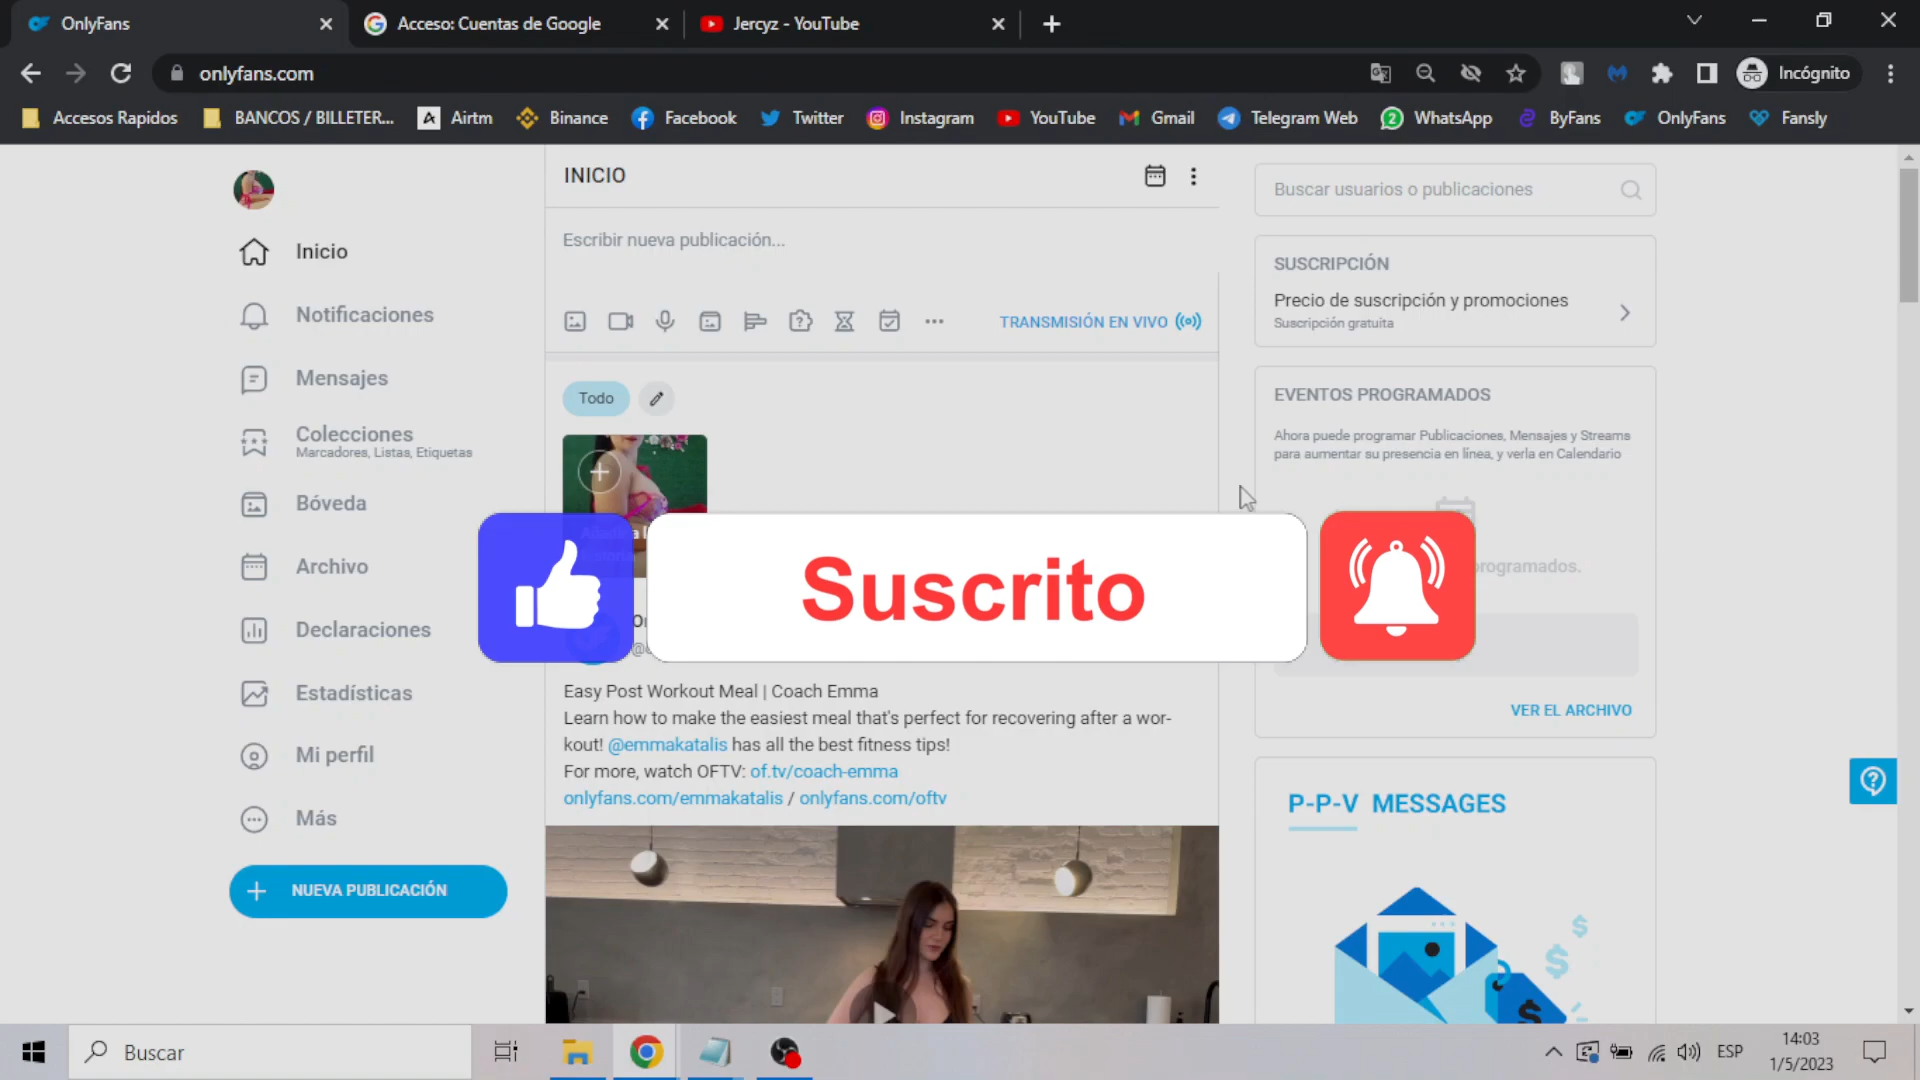 OnlyFans
Acceso: Cuentas de Google
Jercyz - YouTube
onlyfans.com
Incógnito
Accesos Rapidos
BANCOS / BILLETER...
Airtm
Binance
Facebook
Twitter
Instagram
YouTube
Gmail
Telegram Web
2
WhatsApp
ByFans
OnlyFans
Fansly
Inicio
Notificaciones
Mensajes
Colecciones
Marcadores, Listas, Etiquetas
Bóveda
Archivo
Declaraciones
Estadísticas
Mi perfil
Más
NUEVA PUBLICACIÓN
INICIO
Escribir nueva publicación...
TRANSMISIÓN EN VIVO
Todo
Suscrito
Easy Post Workout Meal | Coach Emma
Learn how to make the easiest meal that's perfect for recovering after a wor-
kout! @emmakatalis has all the best fitness tips!
For more, watch OFTV: of.tv/coach-emma
onlyfans.com/emmakatalis / onlyfans.com/oftv
Buscar usuarios o publicaciones
SUSCRIPCIÓN
Precio de suscripción y promociones
Suscripción gratuita
EVENTOS PROGRAMADOS
Ahora puede programar Publicaciones, Mensajes y Streams
para aumentar su presencia en línea, y verla en Calendario
programados.
VER EL ARCHIVO
P-P-V MESSAGES
Buscar
ESP
14:03
1/5/2023